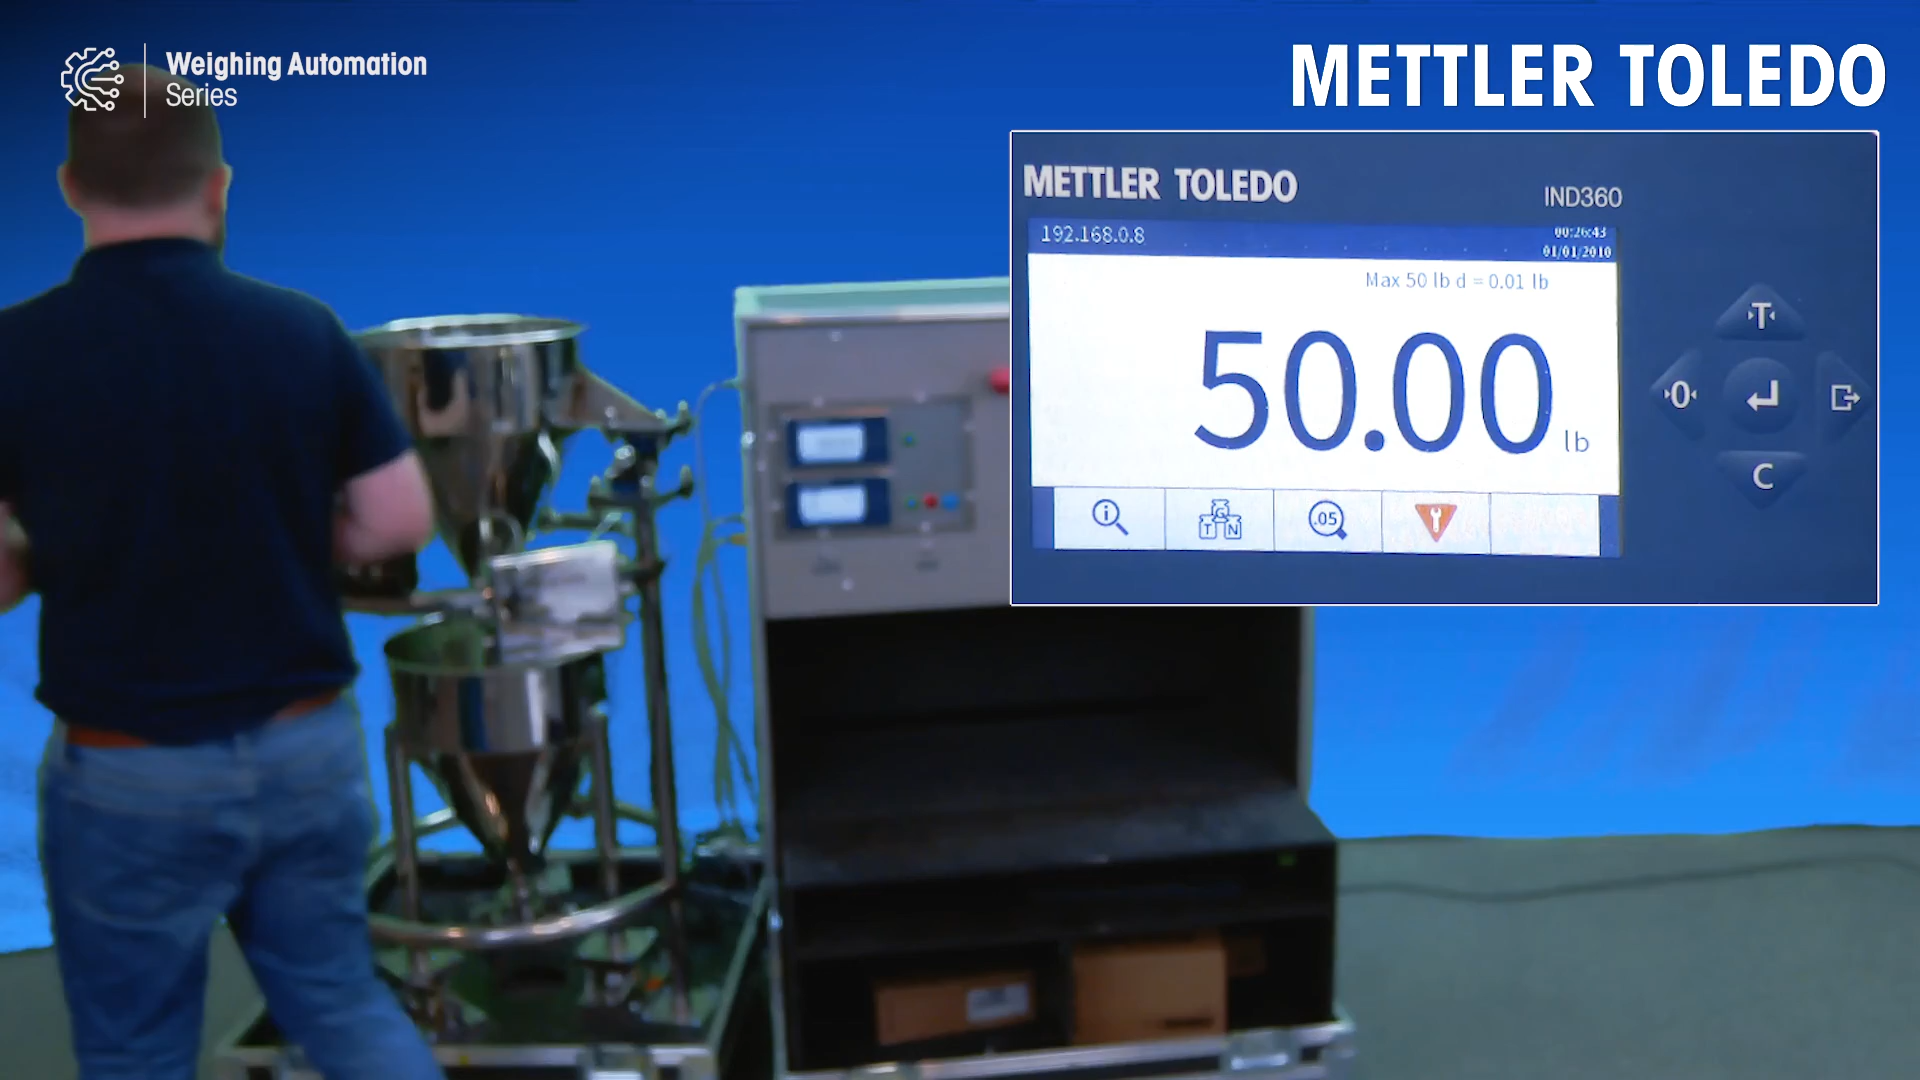 Weighing Automation
Series
METTLER TOLEDO
METTLER TOLEDO
IND360
192.168.0.8
00:26:43
01/01/2010
Max 50 lb d = 0.01 lb
50.00 lb
T
0
C
i
T G N
.05